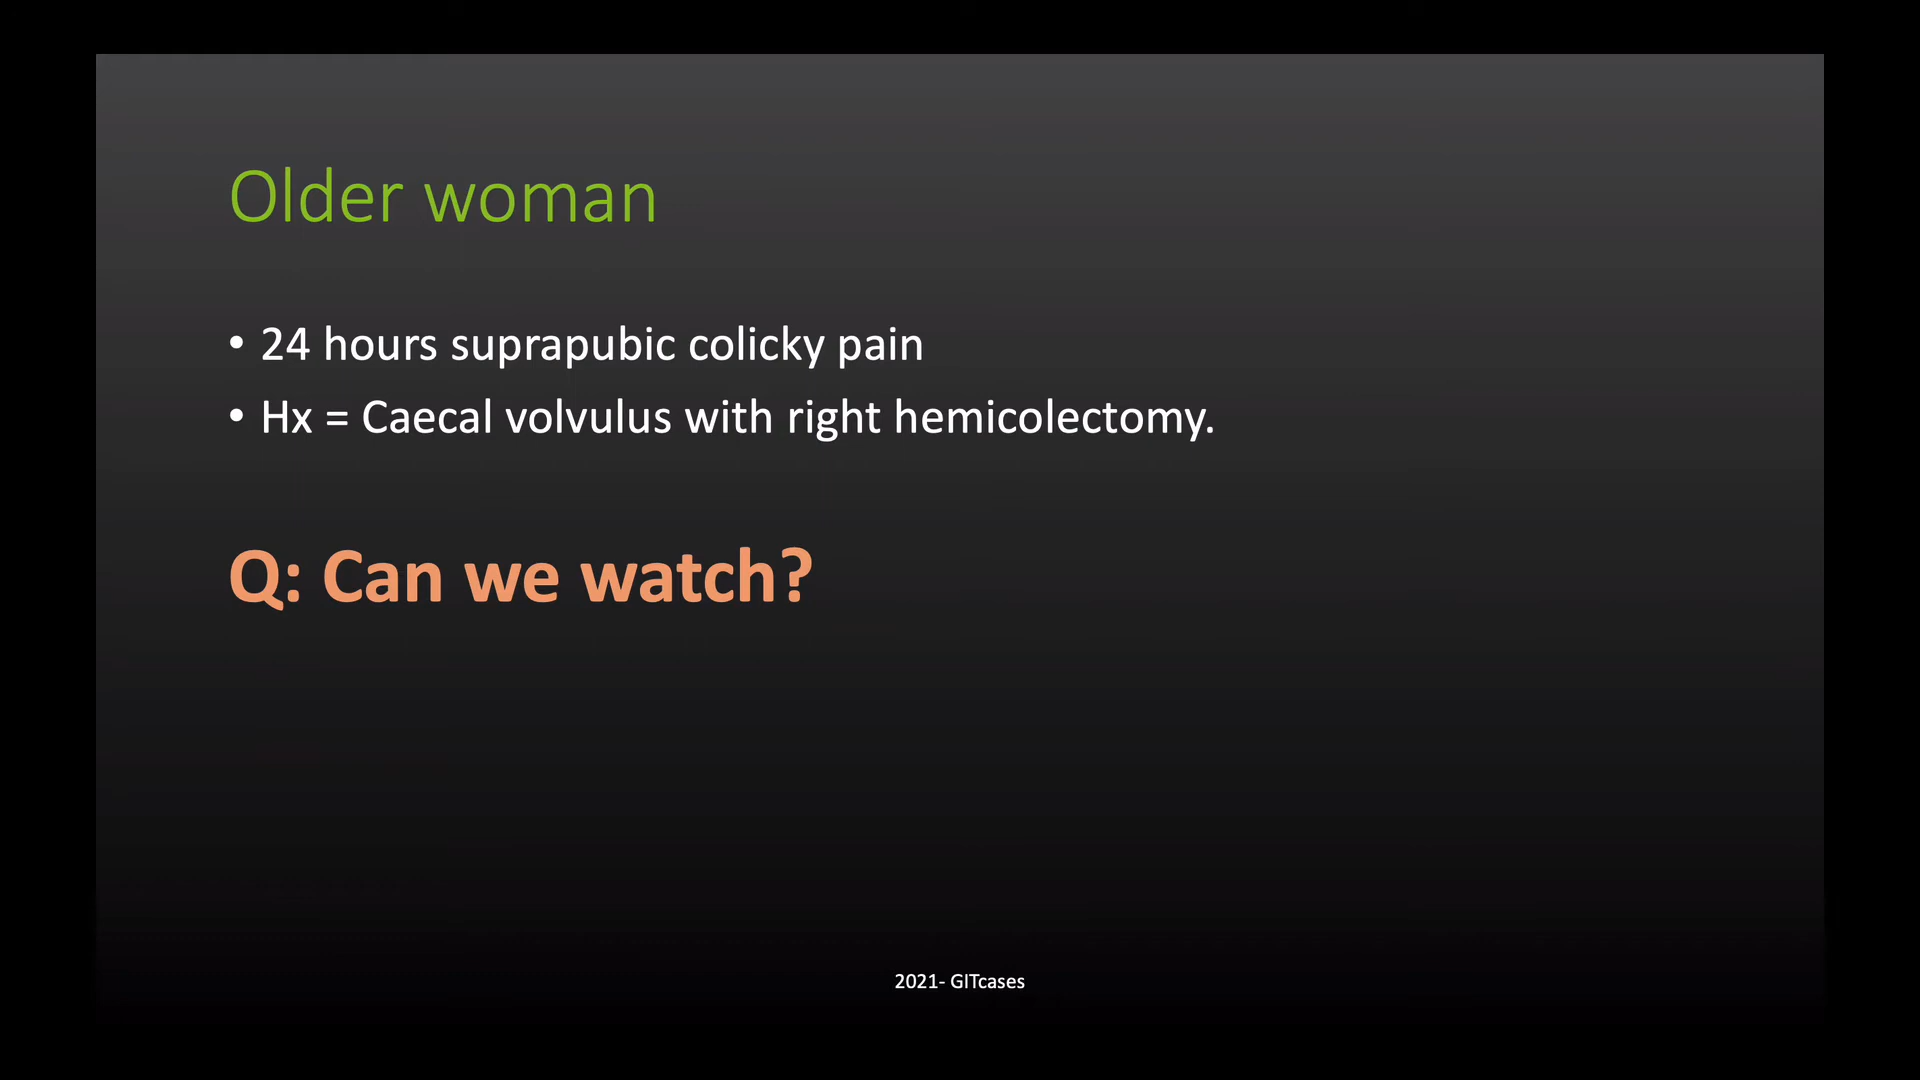 Older woman
• 24 hours suprapubic colicky pain
• Hx = Caecal volvulus with right hemicolectomy.
Q: Can we watch?
2021- GITcases